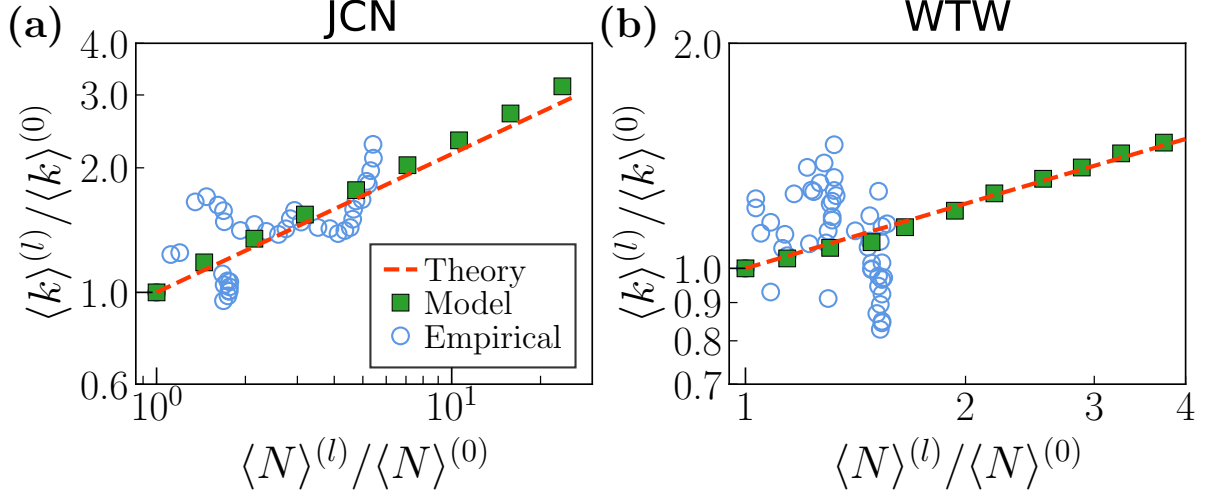 (a)
JCN
4.0
3.0
2.0
1.0
0.6
⟨k⟩^(l)/⟨k⟩^(0)
Theory
Model
Empirical
10^0
10^1
⟨N⟩^(l)/⟨N⟩^(0)
(b)
WTW
2.0
1.0
0.9
0.8
0.7
⟨k⟩^(l)/⟨k⟩^(0)
1
2
3
4
⟨N⟩^(l)/⟨N⟩^(0)